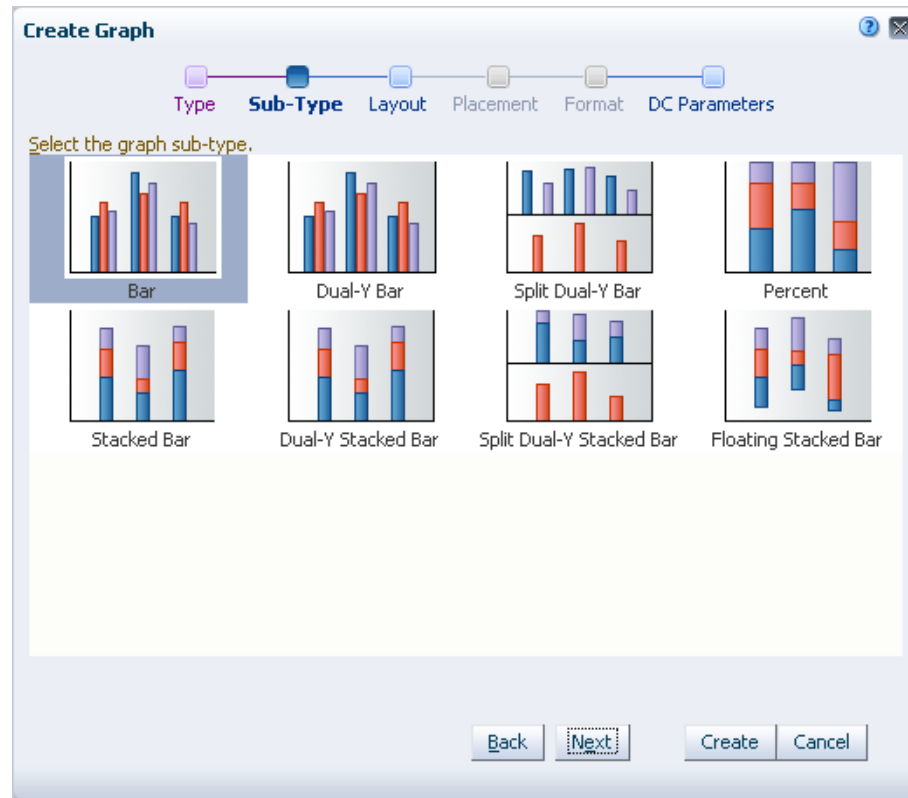 Create Graph
Type Sub-Type Layout Placement Format DC Parameters
Select the graph sub-type.
Bar Dual-Y Bar Split Dual-Y Bar Percent
Stacked Bar Dual-Y Stacked Bar Split Dual-Y Stacked Bar Floating Stacked Bar
Back Next Create Cancel